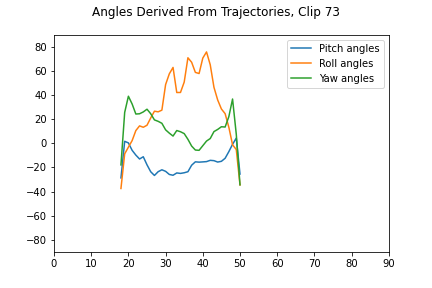 Angles Derived From Trajectories, Clip 73
Pitch angles
Roll angles
Yaw angles
80
60
40
20
0
−20
−40
−60
−80
0 10 20 30 40 50 60 70 80 90